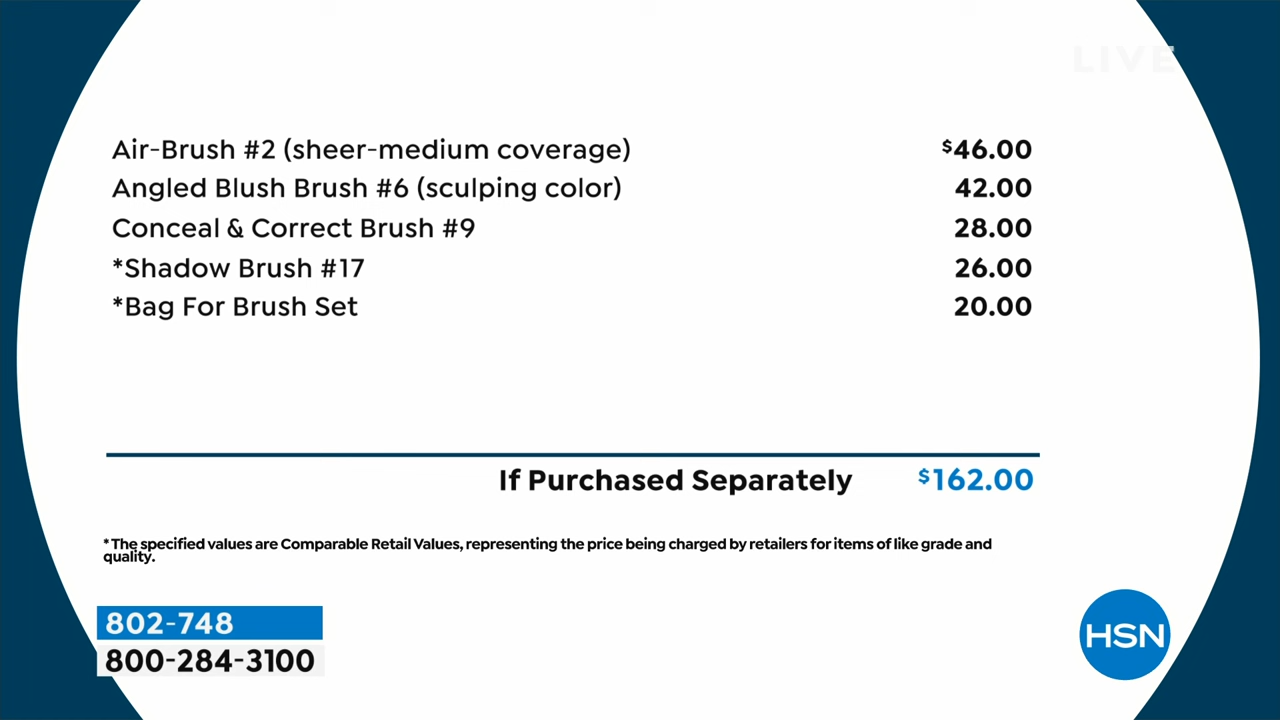 LIVE
Air-Brush #2 (sheer-medium coverage) $46.00
Angled Blush Brush #6 (sculping color) 42.00
Conceal & Correct Brush #9 28.00
*Shadow Brush #17 26.00
*Bag For Brush Set 20.00
If Purchased Separately $162.00
*The specified values are Comparable Retail Values, representing the price being charged by retailers for items of like grade and
quality.
802-748
800-284-3100
HSN